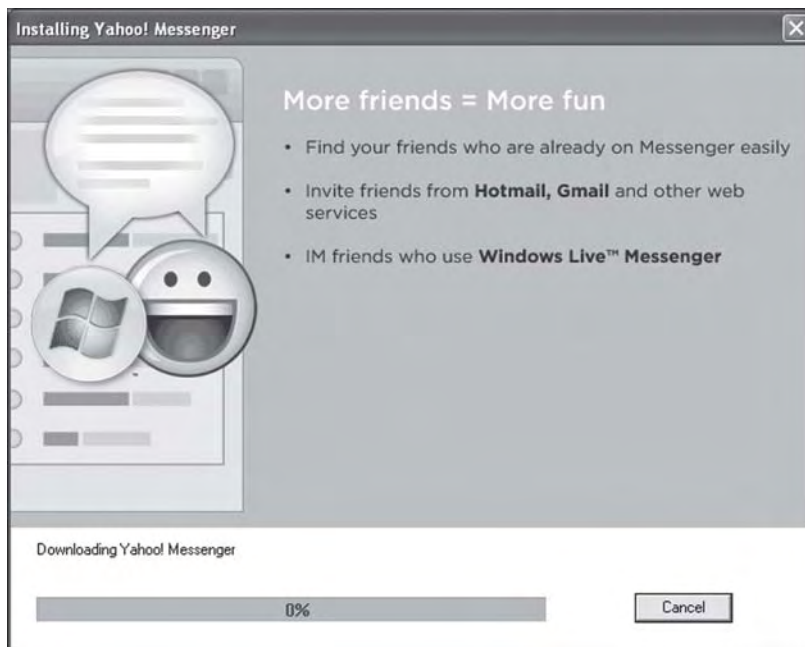 Installing Yahoo! Messenger
More friends = More fun
• Find your friends who are already on Messenger easily
• Invite friends from Hotmail, Gmail and other web
services
• IM friends who use Windows Live™ Messenger
Downloading Yahoo! Messenger
0%
Cancel